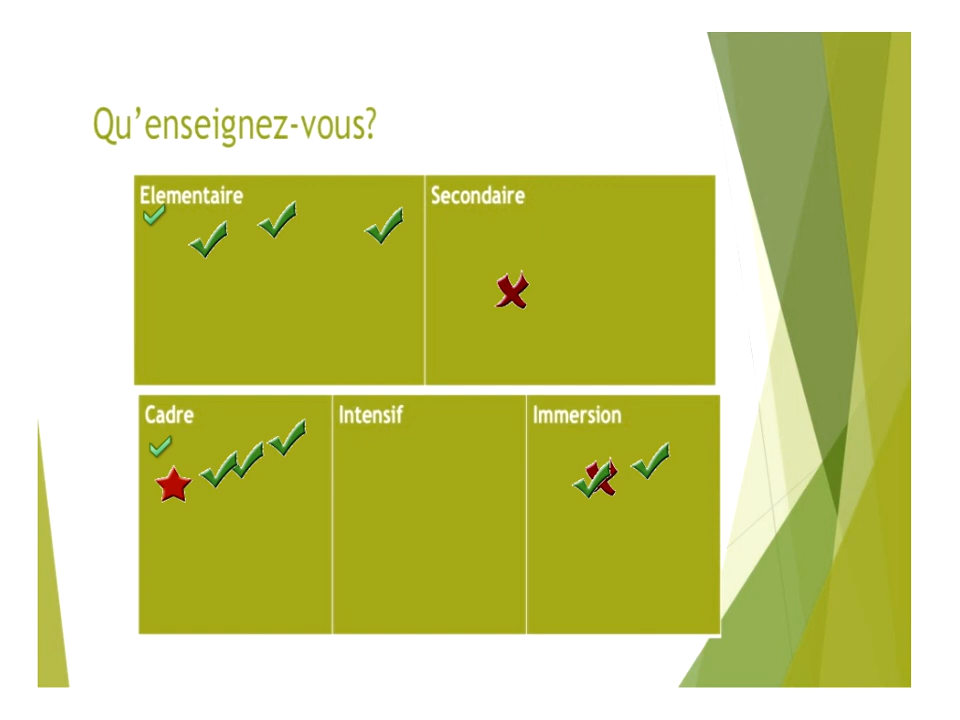 Qu'enseignez-vous?
Elementaire
Secondaire
Cadre
Intensif
Immersion